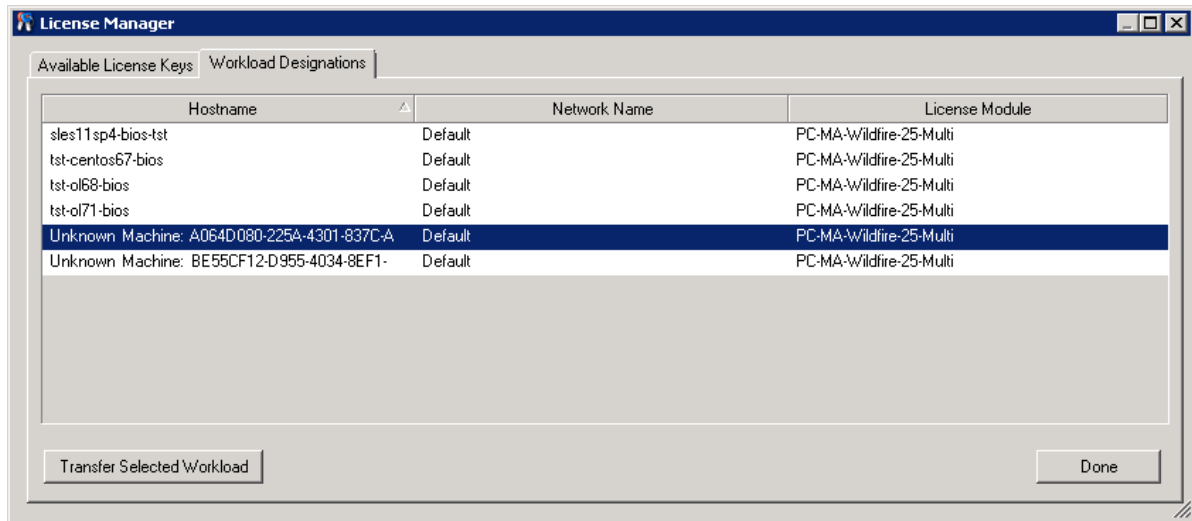 License Manager
Available License Keys Workload Designations
Hostname Network Name License Module
sles11sp4-bios-tst Default PC-MA-Wildfire-25-Multi
tst-centos67-bios Default PC-MA-Wildfire-25-Multi
tst-ol68-bios Default PC-MA-Wildfire-25-Multi
tst-ol71-bios Default PC-MA-Wildfire-25-Multi
Unknown Machine: A064D080-225A-4301-837C-A Default PC-MA-Wildfire-25-Multi
Unknown Machine: BE55CF12-D955-4034-8EF1- Default PC-MA-Wildfire-25-Multi
Transfer Selected Workload Done